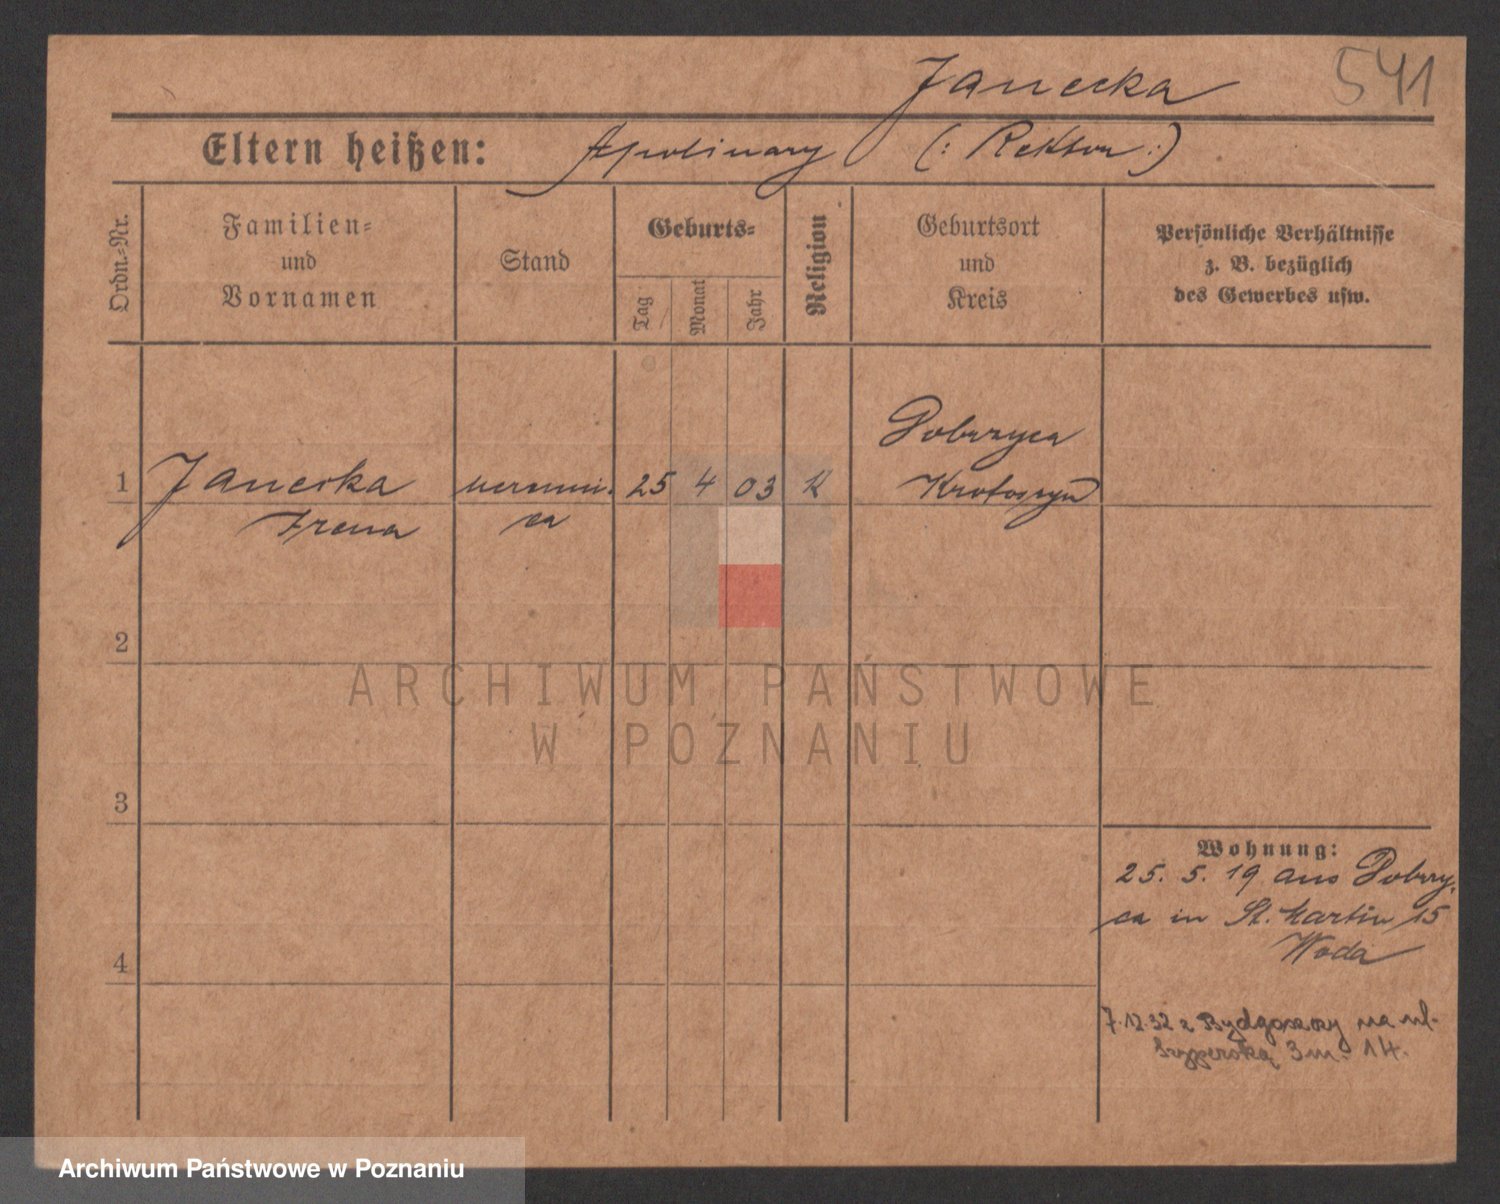 Janecka 541
Eltern heißen: Apolinary (: Rektor :)
Ordn.=Nr.
Familien=
und
Vornamen
Stand
Geburts=
Tag
Monat
Jahr
Religion
Geburtsort
und
Kreis
Persönliche Verhältnisse
z. B. bezüglich
des Gewerbes usw.
Dobrzyca
1 Janecka 25 4 03 K Krotoszyn
Irena ca
2
ARCHIWUM PAŃSTWOWE
W POZNANIU
3
Wohnung:
25. 5. 19 aus Dobrzy-
ca in St. Martin 15
Woda
4
7.12.32 z Bydgoszczy na ul.
3 m. 14.
Archiwum Państwowe w Poznaniu